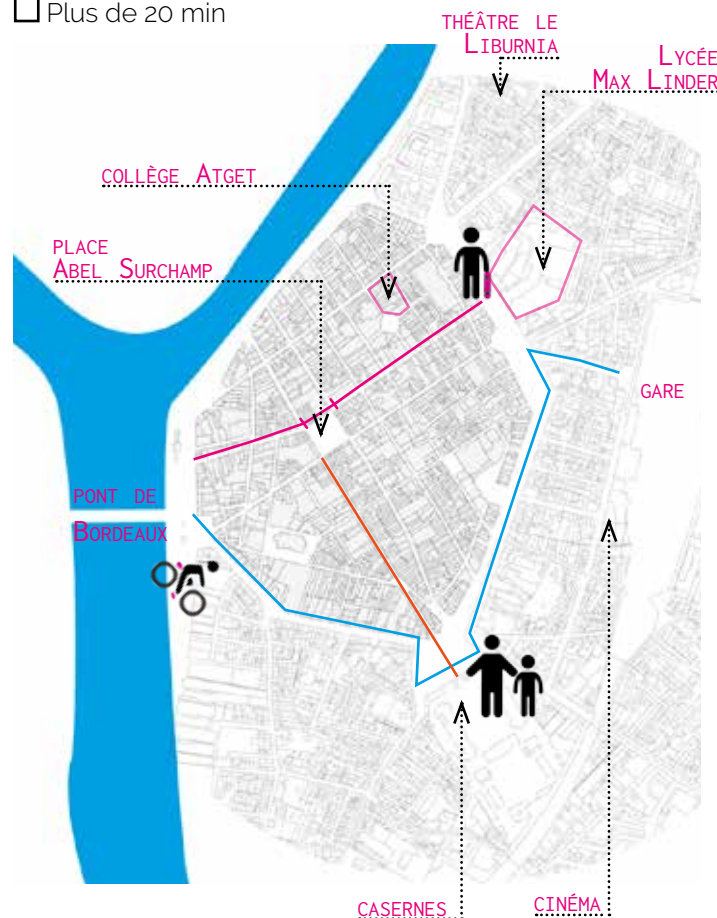 Plus de 20 min
THÉÂTRE LE
LIBURNIA
LYCÉE
MAX LINDER
COLLÈGE ATGET
PLACE
ABEL SURCHAMP
GARE
PONT DE
BORDEAUX
CASERNES
CINÉMA